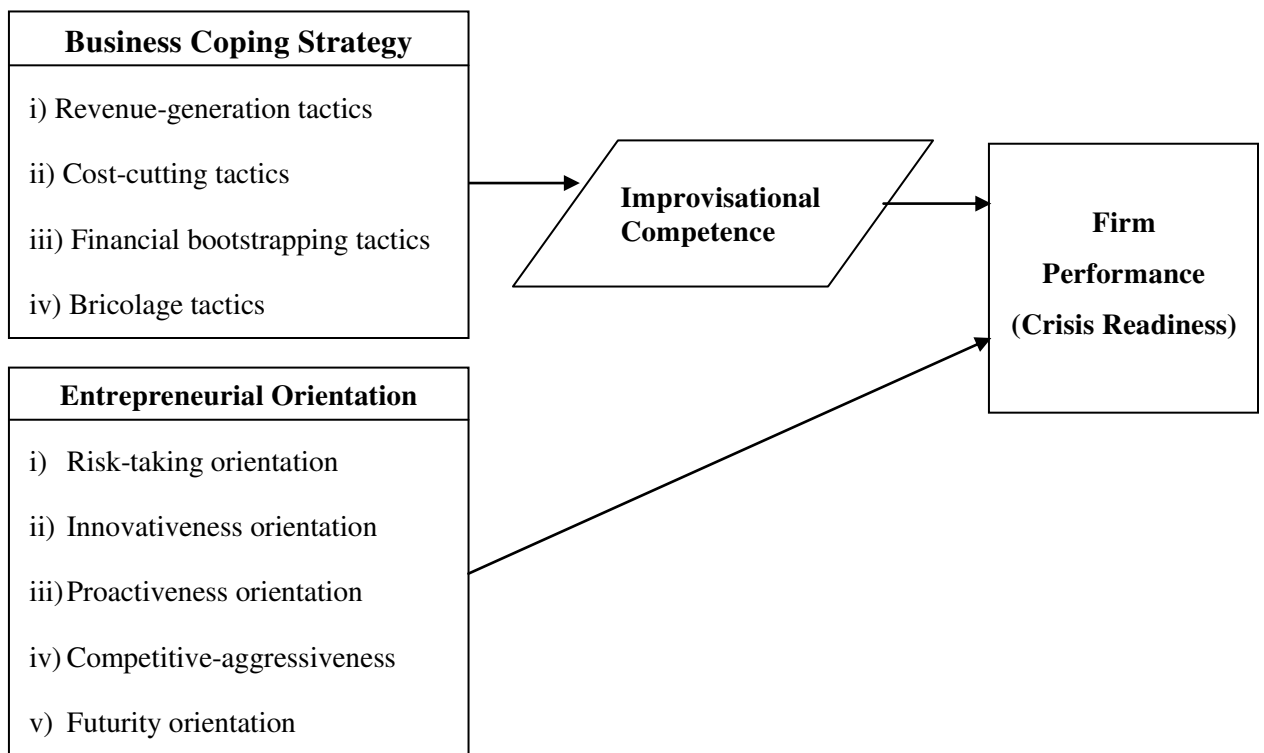 Business Coping Strategy
i) Revenue-generation tactics
ii) Cost-cutting tactics
iii) Financial bootstrapping tactics
iv) Bricolage tactics
Improvisational
Competence
Firm
Performance
(Crisis Readiness)
Entrepreneurial Orientation
i) Risk-taking orientation
ii) Innovativeness orientation
iii) Proactiveness orientation
iv) Competitive-aggressiveness
v) Futurity orientation